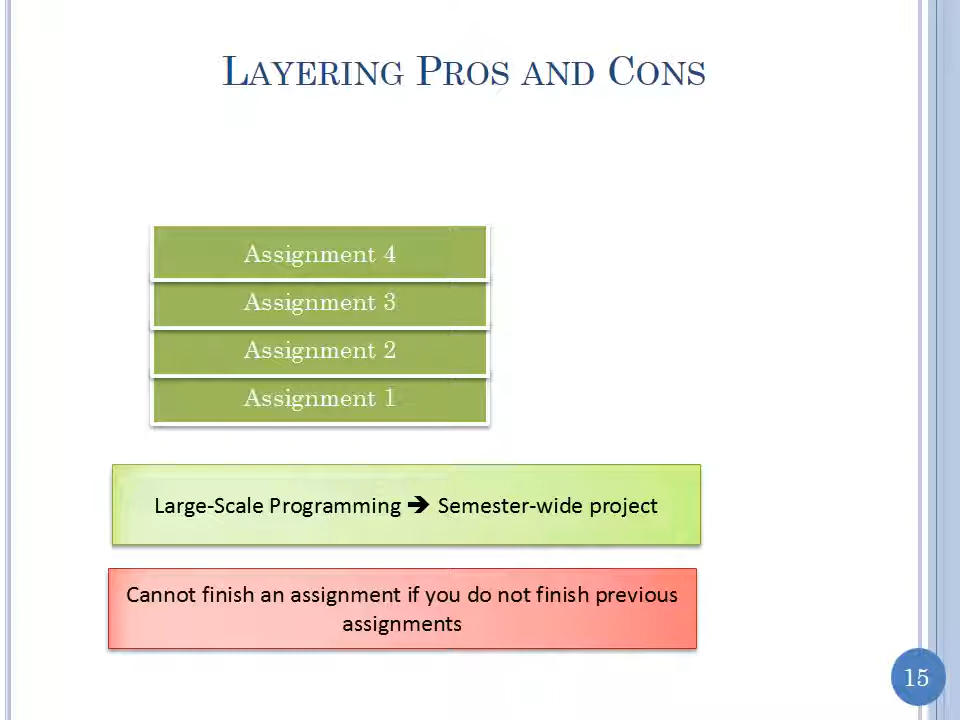 Layering Pros and Cons
Assignment 4
Assignment 3
Assignment 2
Assignment 1
Large-Scale Programming 🡺 Semester-wide project
Cannot finish an assignment if you do not finish previous
assignments
15